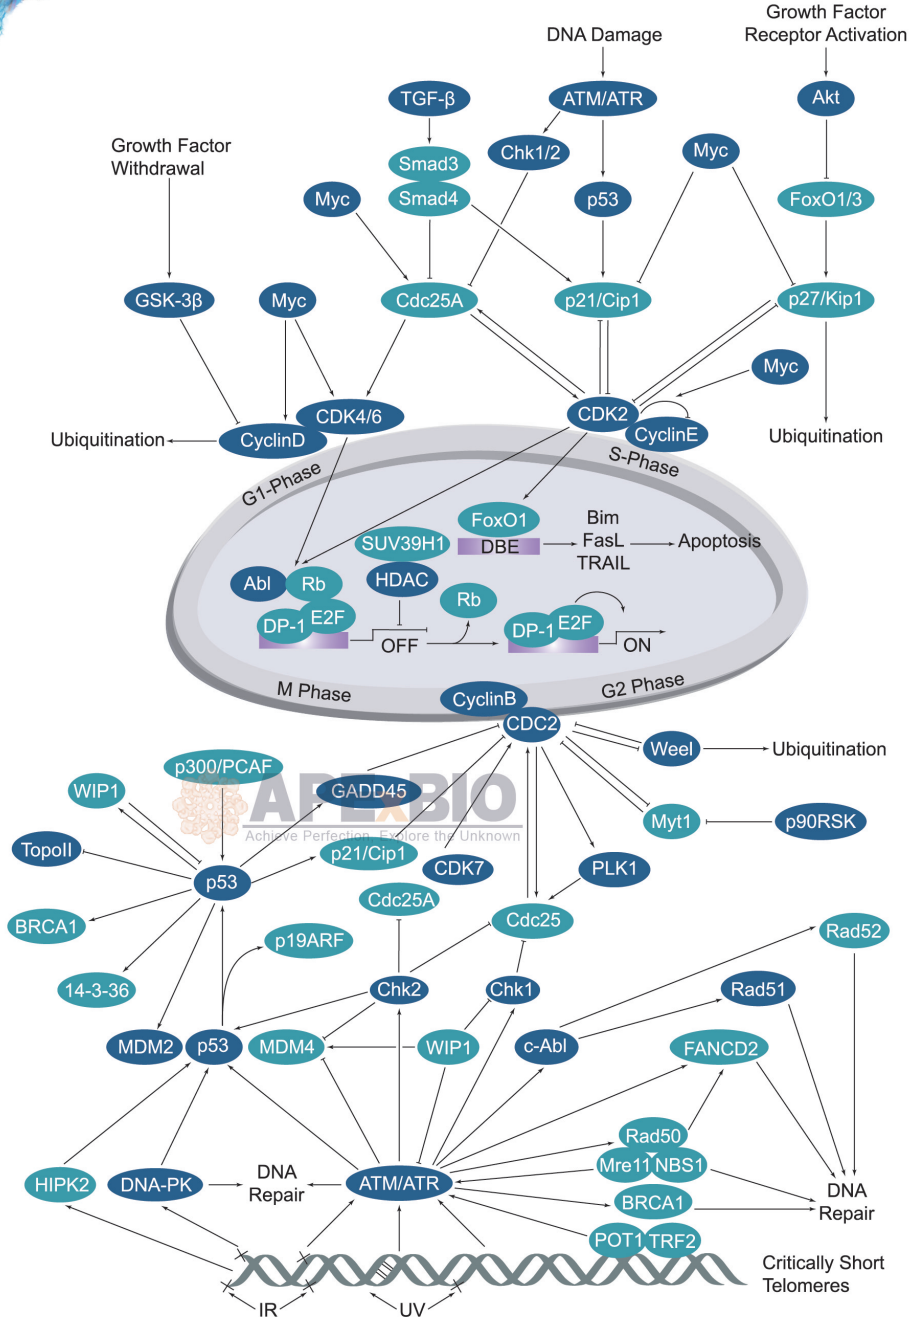 Growth Factor
Receptor Activation
DNA Damage
TGF-β
ATM/ATR
Akt
Growth Factor
Withdrawal
Smad3
Chk1/2
Myc
Myc
Smad4
p53
FoxO1/3
GSK-3β
Myc
Cdc25A
p21/Cip1
p27/Kip1
Myc
CDK4/6
CDK2
Ubiquitination
CyclinD
CyclinE
Ubiquitination
G1-Phase
S-Phase
FoxO1
DBE
Bim
FasL
TRAIL
Apoptosis
SUV39H1
HDAC
Abl
Rb
Rb
DP-1
E2F
OFF
DP-1
E2F
ON
M Phase
G2 Phase
CyclinB
CDC2
Weel
Ubiquitination
p300/PCAF
WIP1
GADD45
APExBIO
Achieve Perfection, Explore the Unknown
Myt1
p90RSK
TopoII
p21/Cip1
CDK7
PLK1
p53
Cdc25A
BRCA1
Cdc25
Rad52
p19ARF
14-3-36
Chk2
Chk1
Rad51
MDM2
p53
MDM4
WIP1
c-Abl
FANCD2
Rad50
Mre11
NBS1
HIPK2
DNA-PK
DNA
Repair
ATM/ATR
BRCA1
DNA
Repair
POT1
TRF2
Critically Short
Telomeres
IR
UV